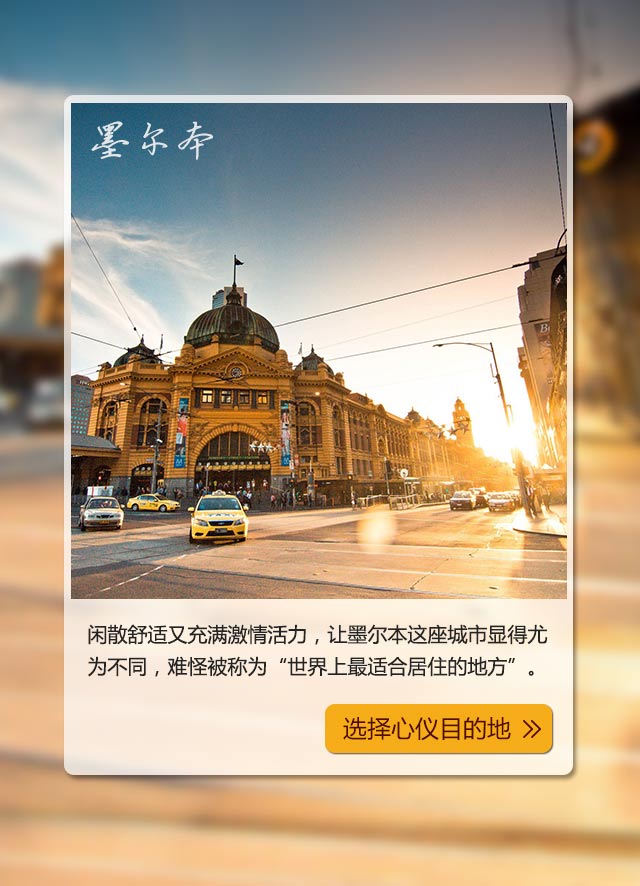 墨尔本
闲散舒适又充满激情活力，让墨尔本这座城市显得尤
为不同，难怪被称为“世界上最适合居住的地方”。
选择心仪目的地